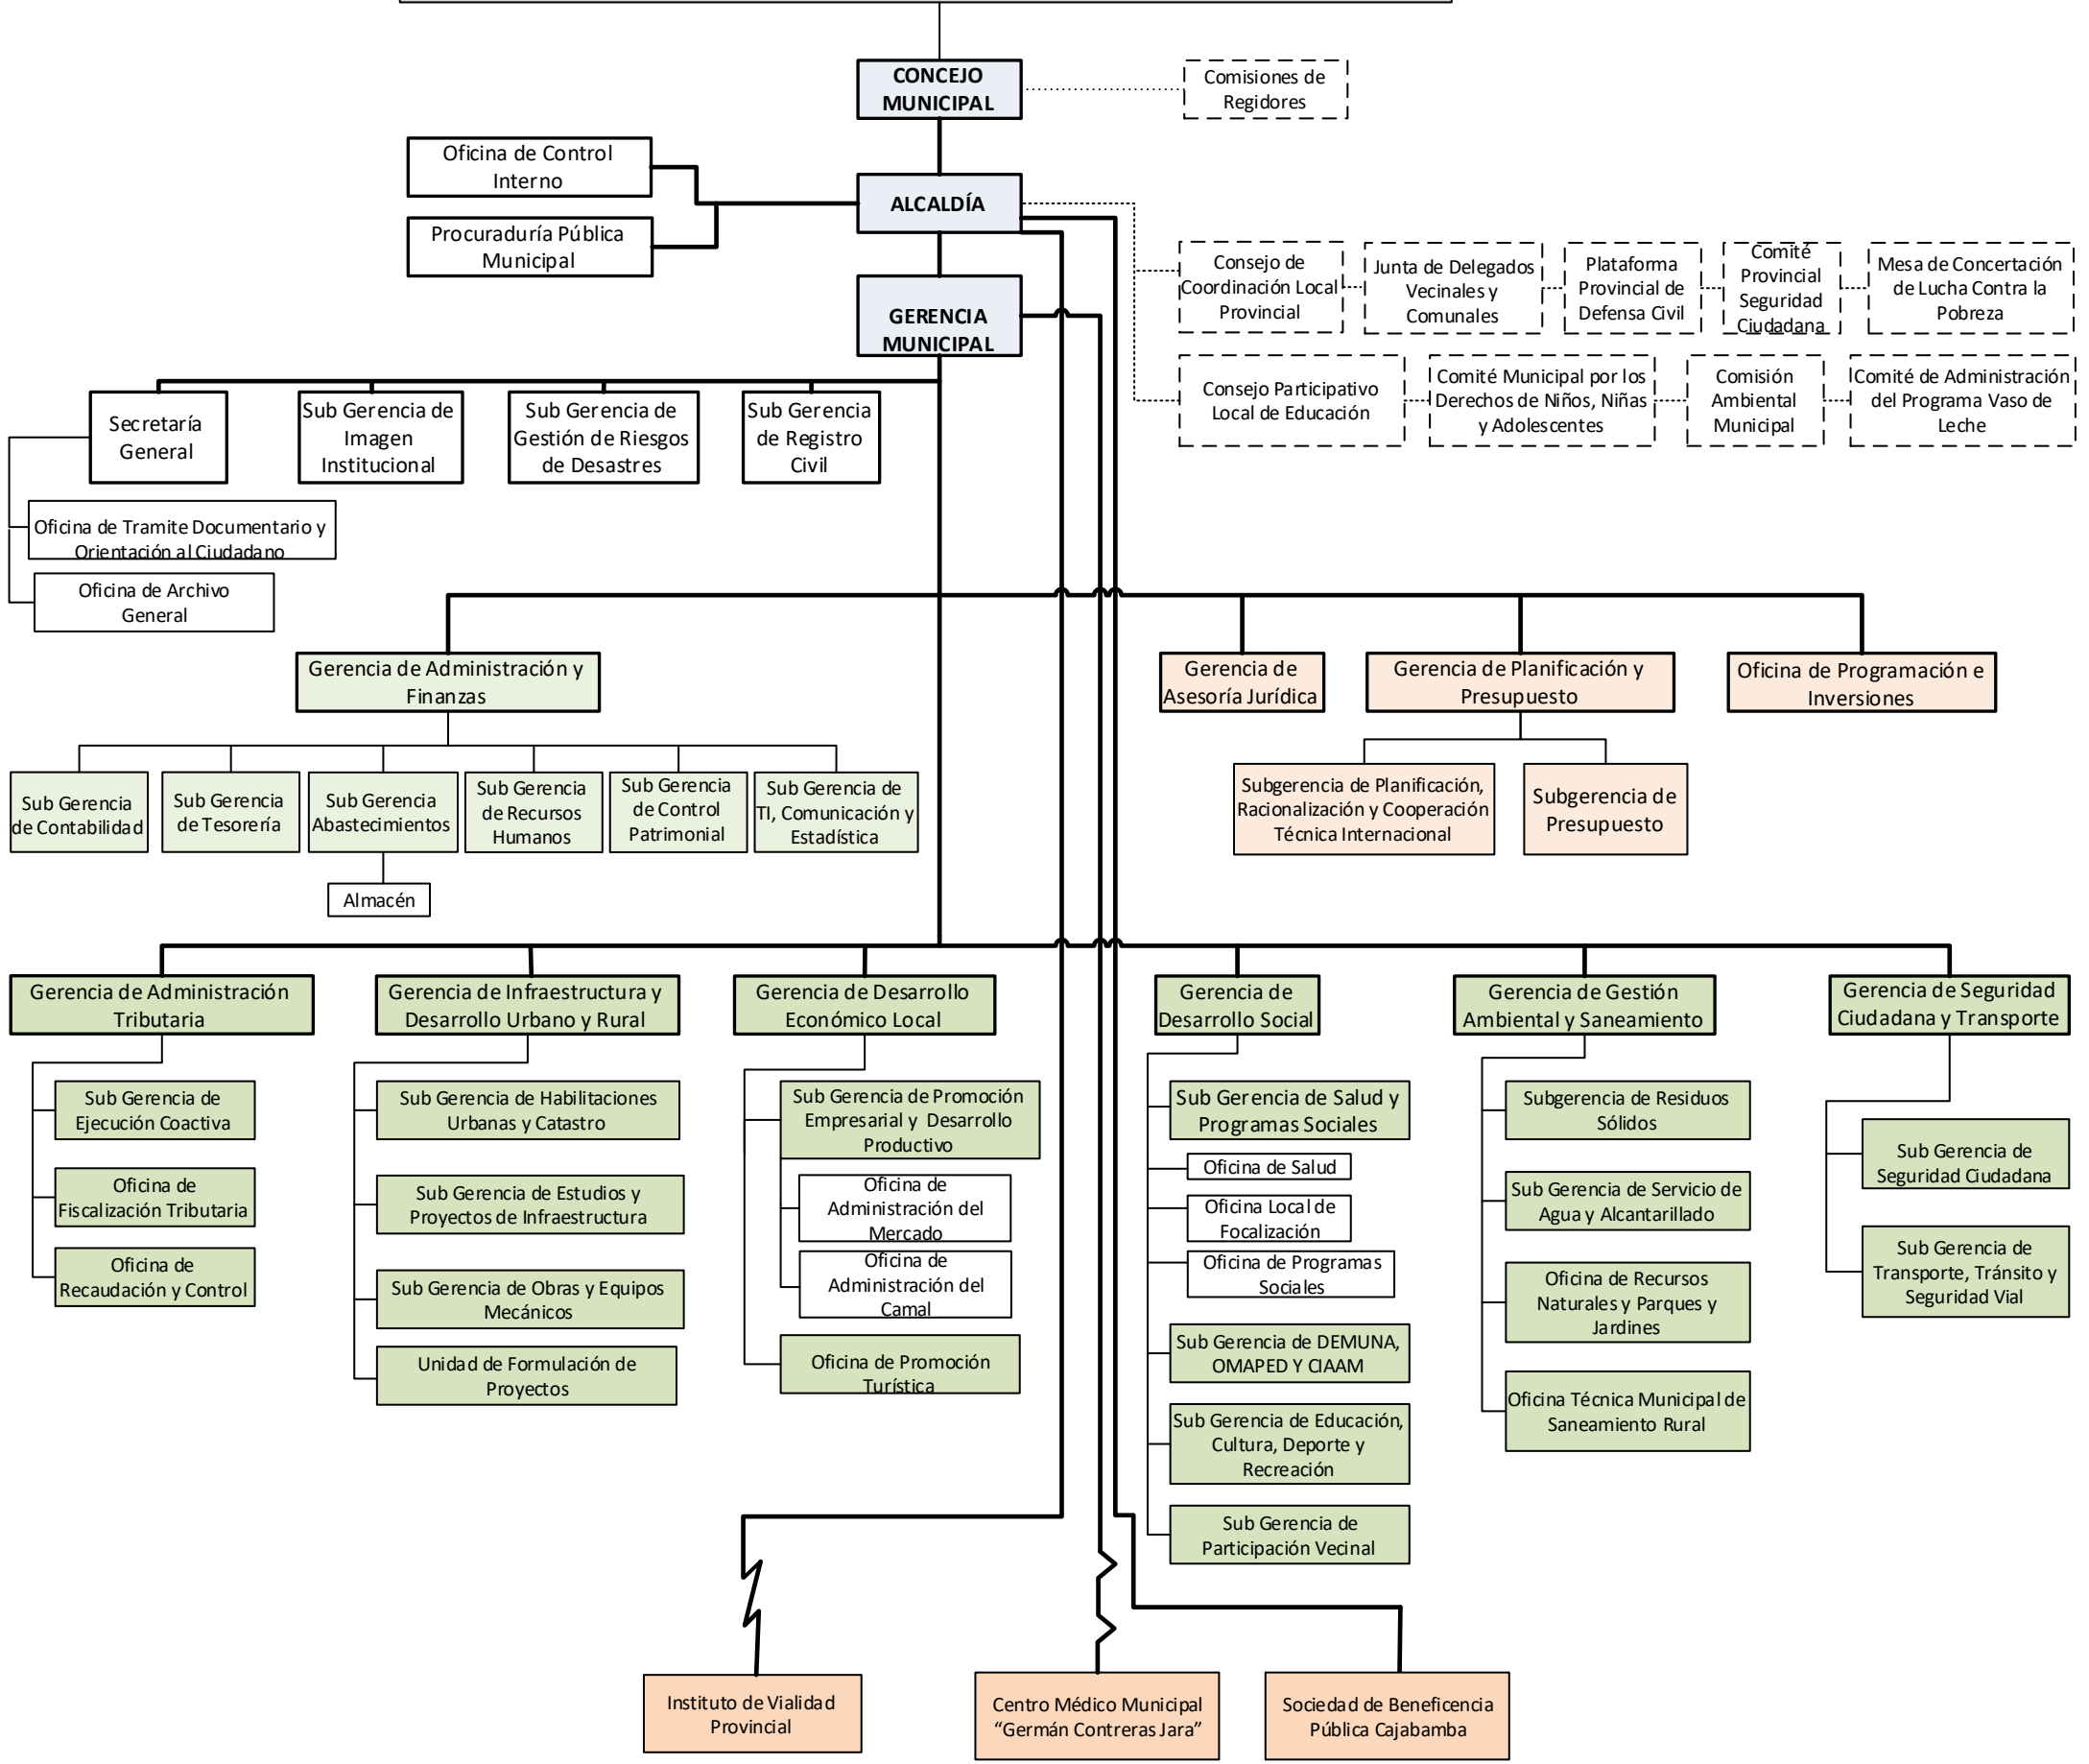 CONCEJO
MUNICIPAL
Comisiones de
Regidores
Oficina de Control
Interno
ALCALDÍA
Procuraduría Pública
Municipal
GERENCIA
MUNICIPAL
Consejo de
Coordinación Local
Provincial
Junta de Delegados
Vecinales y
Comunales
Plataforma
Provincial de
Defensa Civil
Comité
Provincial
Seguridad
Ciudadana
Mesa de Concertación
de Lucha Contra la
Pobreza
Consejo Participativo
Local de Educación
Comité Municipal por los
Derechos de Niños, Niñas
y Adolescentes
Comisión
Ambiental
Municipal
Comité de Administración
del Programa Vaso de
Leche
Secretaría
General
Sub Gerencia de
Imagen
Institucional
Sub Gerencia de
Gestión de Riesgos
de Desastres
Sub Gerencia
de Registro
Civil
Oficina de Tramite Documentario y
Orientación al Ciudadano
Oficina de Archivo
General
Gerencia de Administración y
Finanzas
Gerencia de
Asesoría Jurídica
Gerencia de Planificación y
Presupuesto
Oficina de Programación e
Inversiones
Sub Gerencia
de Contabilidad
Sub Gerencia
de Tesorería
Sub Gerencia
Abastecimientos
Sub Gerencia
de Recursos
Humanos
Sub Gerencia
de Control
Patrimonial
Sub Gerencia de
TI, Comunicación y
Estadística
Subgerencia de Planificación,
Racionalización y Cooperación
Técnica Internacional
Subgerencia de
Presupuesto
Almacén
Gerencia de Administración
Tributaria
Gerencia de Infraestructura y
Desarrollo Urbano y Rural
Gerencia de Desarrollo
Económico Local
Gerencia de
Desarrollo Social
Gerencia de Gestión
Ambiental y Saneamiento
Gerencia de Seguridad
Ciudadana y Transporte
Sub Gerencia de
Ejecución Coactiva
Oficina de
Fiscalización Tributaria
Oficina de
Recaudación y Control
Sub Gerencia de Habilitaciones
Urbanas y Catastro
Sub Gerencia de Estudios y
Proyectos de Infraestructura
Sub Gerencia de Obras y Equipos
Mecánicos
Unidad de Formulación de
Proyectos
Sub Gerencia de Promoción
Empresarial y Desarrollo
Productivo
Oficina de
Administración del
Mercado
Oficina de
Administración del
Camal
Oficina de Promoción
Turística
Sub Gerencia de Salud y
Programas Sociales
Oficina de Salud
Oficina Local de
Focalización
Oficina de Programas
Sociales
Sub Gerencia de DEMUNA,
OMAPED Y CIAAM
Sub Gerencia de Educación,
Cultura, Deporte y
Recreación
Sub Gerencia de
Participación Vecinal
Subgerencia de Residuos
Sólidos
Sub Gerencia de Servicio de
Agua y Alcantarillado
Oficina de Recursos
Naturales y Parques y
Jardines
Oficina Técnica Municipal de
Saneamiento Rural
Sub Gerencia de
Seguridad Ciudadana
Sub Gerencia de
Transporte, Tránsito y
Seguridad Vial
Instituto de Vialidad
Provincial
Centro Médico Municipal
“Germán Contreras Jara”
Sociedad de Beneficencia
Pública Cajabamba